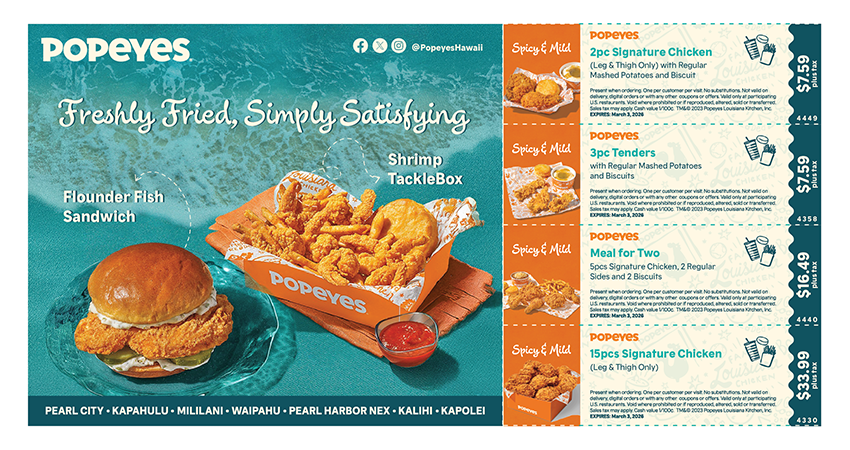 POPEYES
@PopeyesHawaii
Freshly Fried, Simply Satisfying
Shrimp
TackleBox
Flounder Fish
Sandwich
LOUISIANA
POPEYES
PEARL CITY • KAPAHULU • MILILANI • WAIPAHU • PEARL HARBOR NEX • KALIHI • KAPOLEI
Spicy & Mild
POPEYES
2pc Signature Chicken
(Leg & Thigh Only) with Regular
Mashed Potatoes and Biscuit
Present when ordering. One per customer per visit. No substitutions. Not valid on
delivery, digital orders or with any other coupons or offers. Valid only at participating
U.S. restaurants. Void where prohibited or if reproduced, altered, sold or transferred.
Sales tax may apply. Cash value 1/100¢. TM&© 2023 Popeyes Louisiana Kitchen, Inc.
EXPIRES: March 3, 2026
$7.59
plus tax
4449
Spicy & Mild
POPEYES
3pc Tenders
with Regular Mashed Potatoes
and Biscuits
Present when ordering. One per customer per visit. No substitutions. Not valid on
delivery, digital orders or with any other coupons or offers. Valid only at participating
U.S. restaurants. Void where prohibited or if reproduced, altered, sold or transferred.
Sales tax may apply. Cash value 1/100¢. TM&© 2023 Popeyes Louisiana Kitchen, Inc.
EXPIRES: March 3, 2026
$7.59
plus tax
4358
Spicy & Mild
POPEYES
Meal for Two
5pcs Signature Chicken, 2 Regular
Sides and 2 Biscuits
Present when ordering. One per customer per visit. No substitutions. Not valid on
delivery, digital orders or with any other coupons or offers. Valid only at participating
U.S. restaurants. Void where prohibited or if reproduced, altered, sold or transferred.
Sales tax may apply. Cash value 1/100¢. TM&© 2023 Popeyes Louisiana Kitchen, Inc.
EXPIRES: March 3, 2026
$16.49
plus tax
4440
Spicy & Mild
POPEYES
15pcs Signature Chicken
(Leg & Thigh Only)
Present when ordering. One per customer per visit. No substitutions. Not valid on
delivery, digital orders or with any other coupons or offers. Valid only at participating
U.S. restaurants. Void where prohibited or if reproduced, altered, sold or transferred.
Sales tax may apply. Cash value 1/100¢. TM&© 2023 Popeyes Louisiana Kitchen, Inc.
EXPIRES: March 3, 2026
$33.99
plus tax
4330